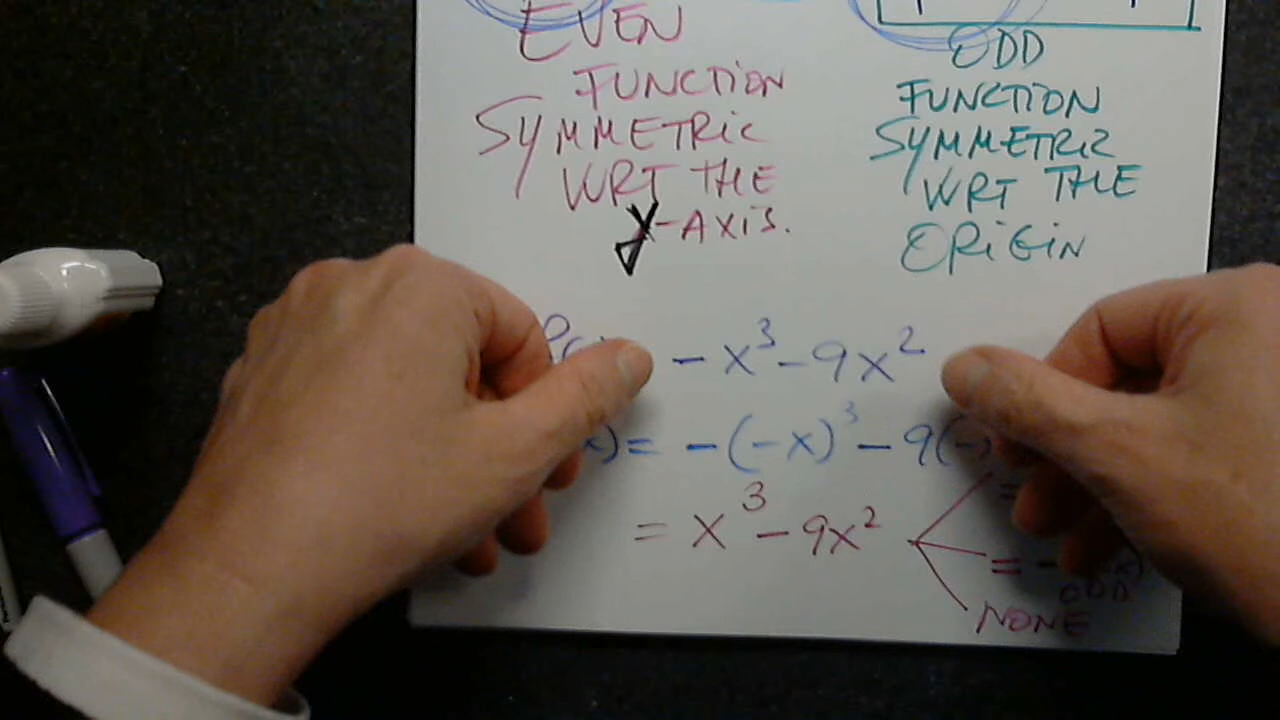 EVEN
FUNCTION
SYMMETRIC
WRT THE
Y-AXIS.
ODD
FUNCTION
SYMMETRIC
WRT THE
ORIGIN
P( - x³ - 9x²
x) = - (-x)³ - 9(-
= x³ - 9x²
=
= -
ODD
NONE